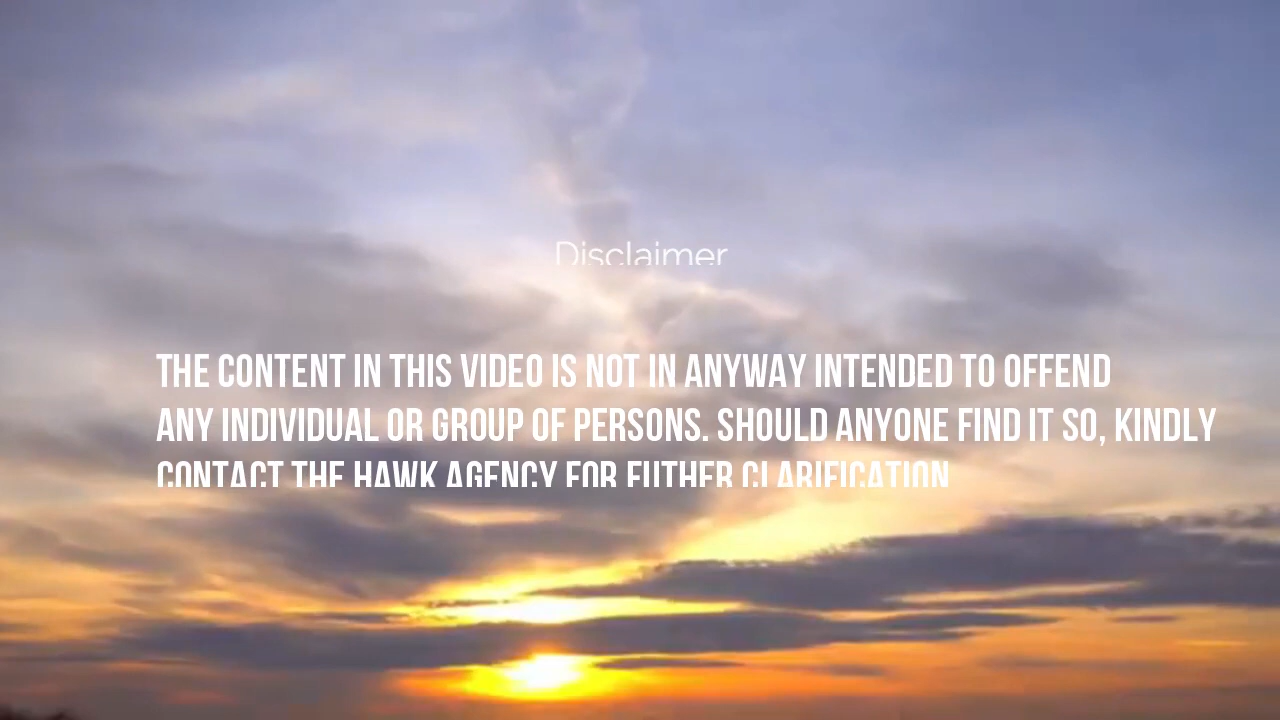 Disclaimer
THE CONTENT IN THIS VIDEO IS NOT IN ANYWAY INTENDED TO OFFEND
ANY INDIVIDUAL OR GROUP OF PERSONS. SHOULD ANYONE FIND IT SO, KINDLY
CONTACT THE HAWK AGENCY FOR FUTHER CLARIFICATION